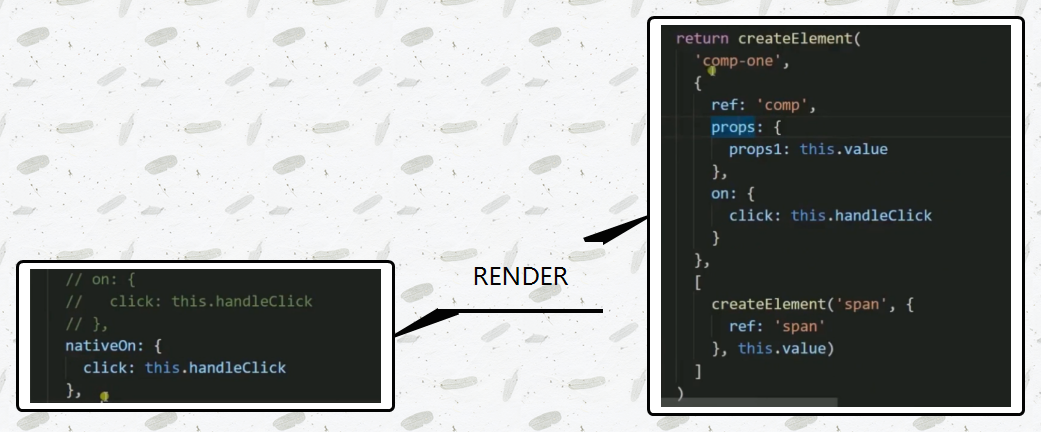 // on: {
//   click: this.handleClick
// },
nativeOn: {
  click: this.handleClick
},
RENDER
return createElement(
  'comp-one',
  {
    ref: 'comp',
    props: {
      props1: this.value
    },
    on: {
      click: this.handleClick
    }
  },
  [
    createElement('span', {
      ref: 'span'
    }, this.value)
  ]
)